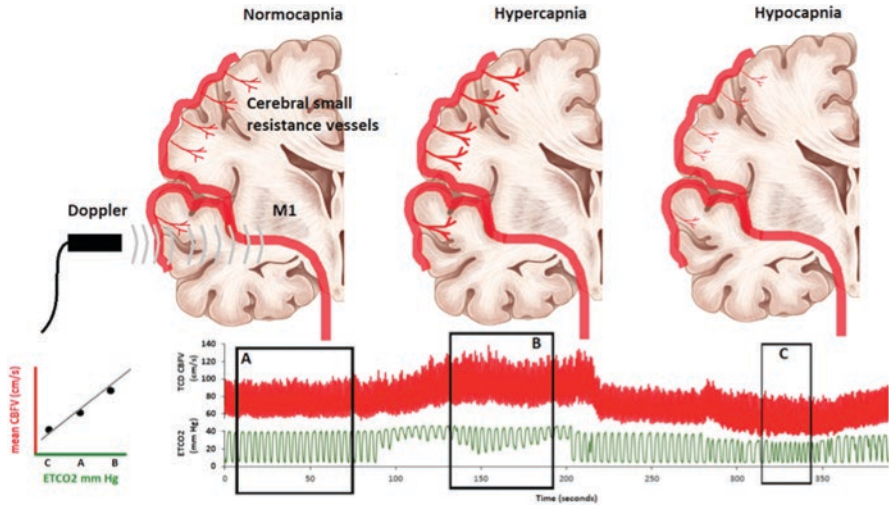 Normocapnia
Hypercapnia
Hypocapnia
Cerebral small
resistance vessels
Doppler
M1
mean CBFV (cm/s)
C A B
ETCO2 mm Hg
TCD CBFV
(cm/s)
140
120
100
80
60
40
ETCO2
(mm Hg)
60
40
20
0
A
B
C
0 50 100 150 200 250 300 350
Time (seconds)